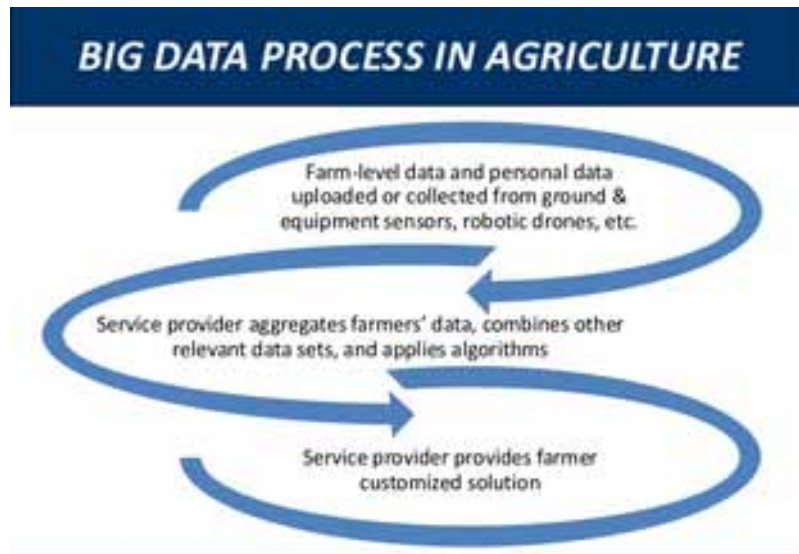 BIG DATA PROCESS IN AGRICULTURE
Farm-level data and personal data
uploaded or collected from ground &
equipment sensors, robotic drones, etc.
Service provider aggregates farmers' data, combines other
relevant data sets, and applies algorithms
Service provider provides farmer
customized solution